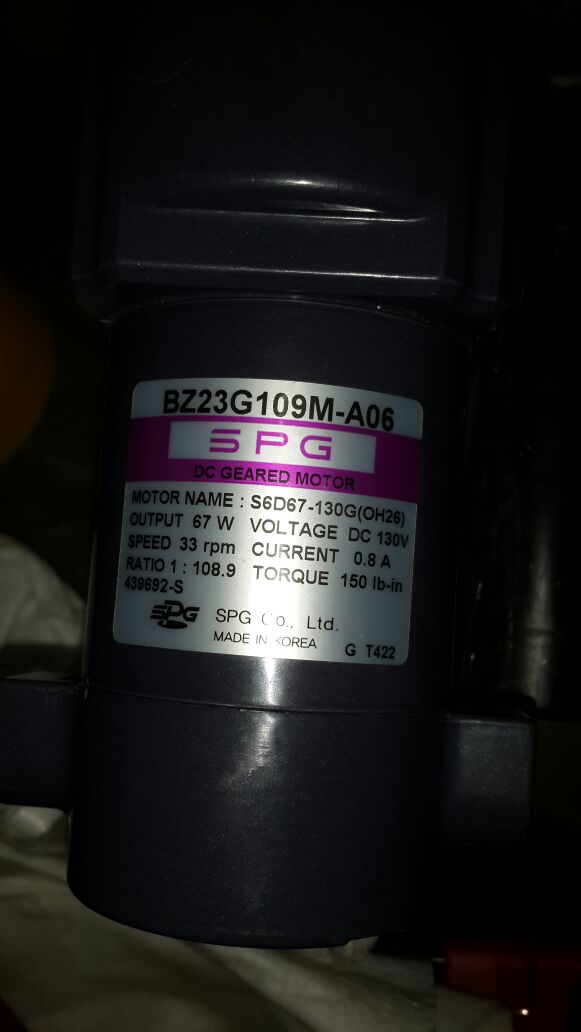 BZ23G109M-A06
SPG
DC GEARED MOTOR
MOTOR NAME : S6D67-130G(OH26)
OUTPUT 67 W VOLTAGE DC 130V
SPEED 33 rpm CURRENT 0.8 A
RATIO 1 : 108.9 TORQUE 150 lb-in
439692-S
SPG SPG Co., Ltd.
MADE IN KOREA G T422